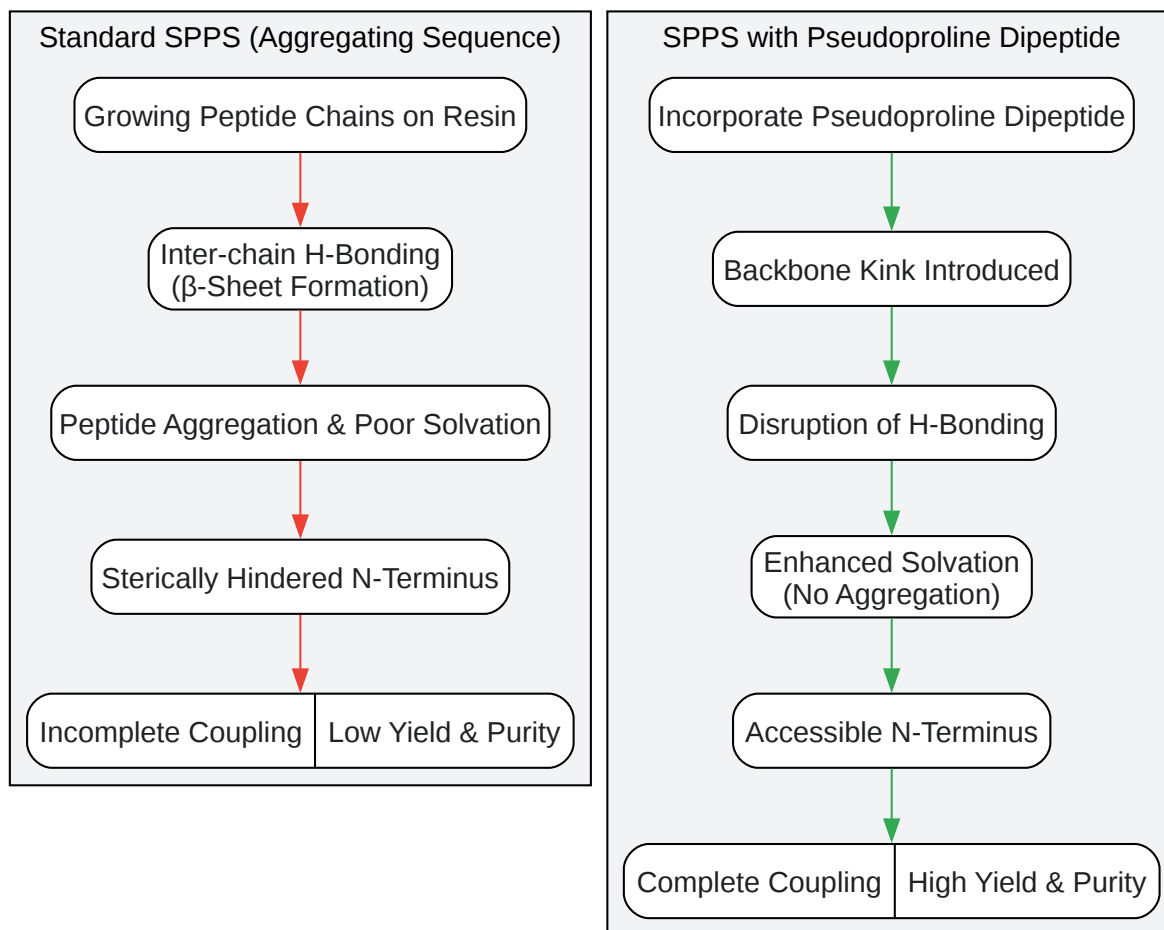 Standard SPPS (Aggregating Sequence)
Growing Peptide Chains on Resin
Inter-chain H-Bonding
(β-Sheet Formation)
Peptide Aggregation & Poor Solvation
Sterically Hindered N-Terminus
Incomplete Coupling
Low Yield & Purity
SPPS with Pseudoproline Dipeptide
Incorporate Pseudoproline Dipeptide
Backbone Kink Introduced
Disruption of H-Bonding
Enhanced Solvation
(No Aggregation)
Accessible N-Terminus
Complete Coupling
High Yield & Purity